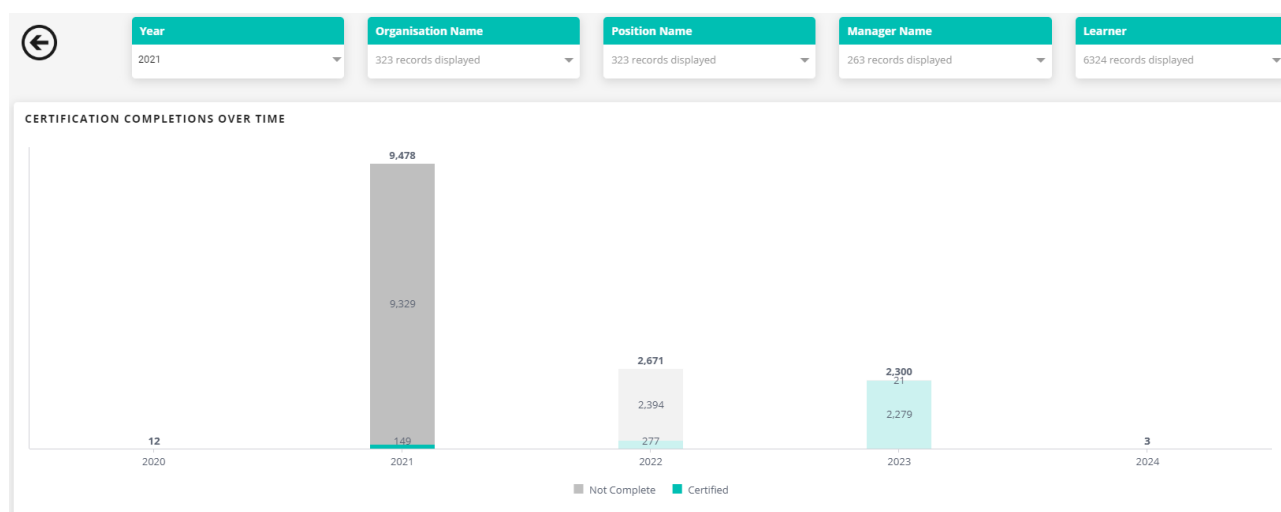 Year
2021
Organisation Name
323 records displayed
Position Name
323 records displayed
Manager Name
263 records displayed
Learner
6324 records displayed
CERTIFICATION COMPLETIONS OVER TIME
9,478
9,329
149
2,671
2,394
277
2,300
21
2,279
12
3
2020
2021
2022
2023
2024
Not Complete
Certified